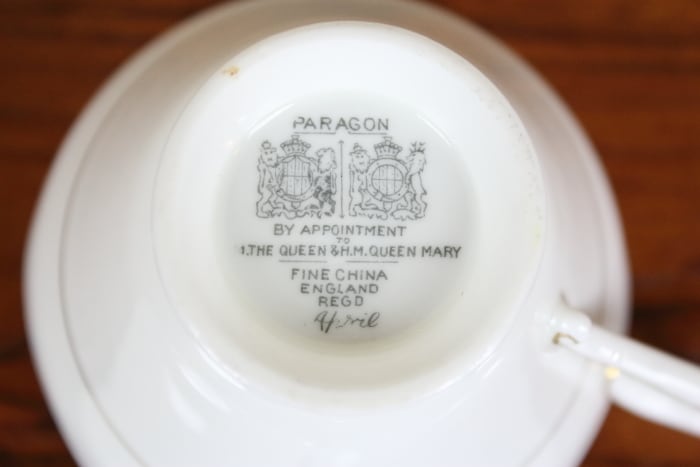 PARAGON
BY APPOINTMENT
TO
.THE QUEEN & H.M. QUEEN MARY
FINE CHINA
ENGLAND
REGD
April